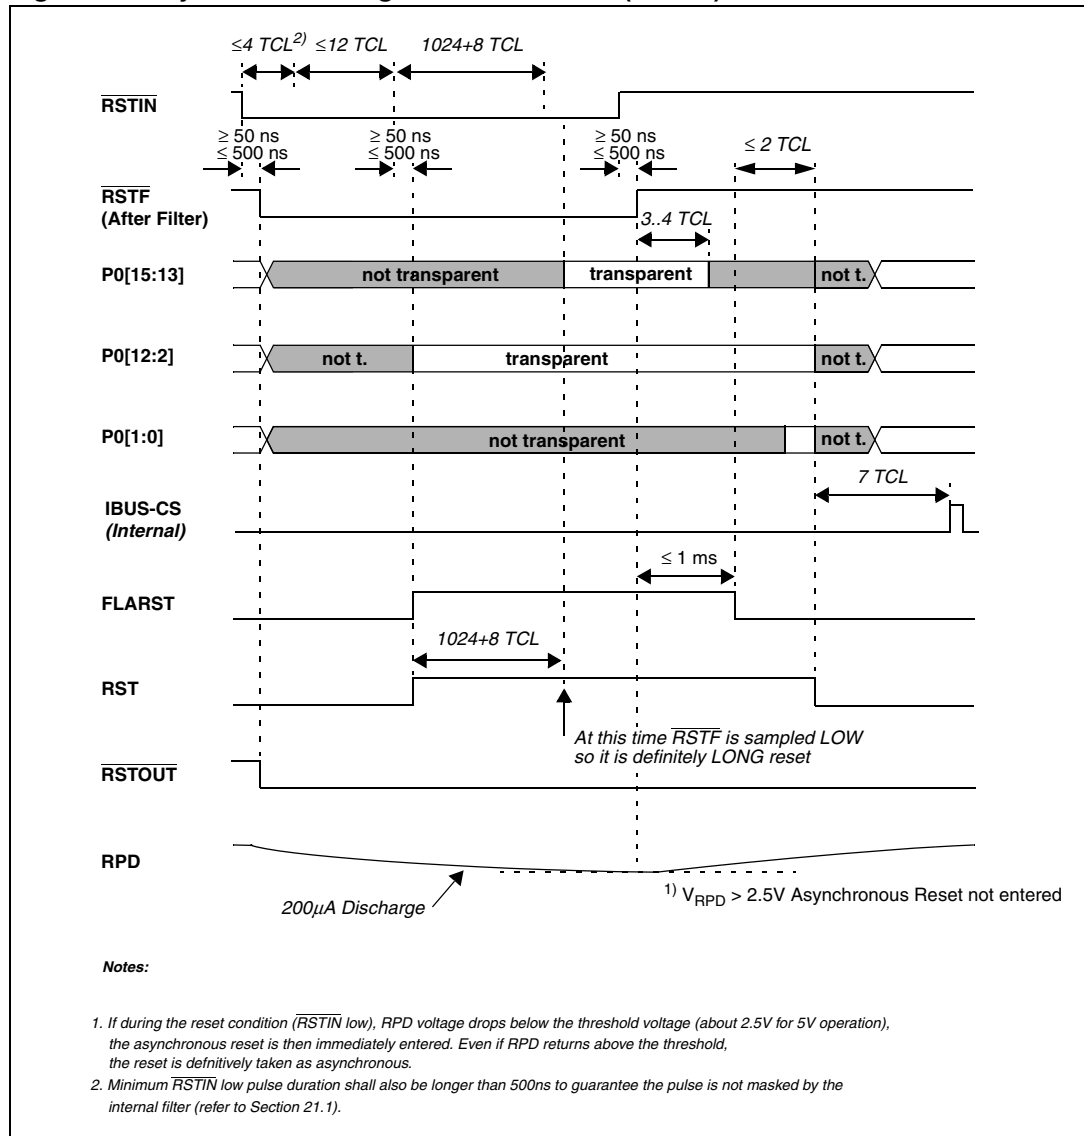 ≤4 TCL2) ≤12 TCL 1024+8 TCL
RSTIN
≥ 50 ns ≥ 50 ns ≥ 50 ns
≤ 500 ns ≤ 500 ns ≤ 500 ns ≤ 2 TCL
RSTF
(After Filter)
3..4 TCL
P0[15:13] not transparent transparent not t.
P0[12:2] not t. transparent not t.
P0[1:0] not transparent not t.
7 TCL
IBUS-CS
(Internal)
≤ 1 ms
FLARST
1024+8 TCL
RST
At this time RSTF is sampled LOW
so it is definitely LONG reset
RSTOUT
RPD
200µA Discharge
1) VRPD > 2.5V Asynchronous Reset not entered
Notes:
1. If during the reset condition (RSTIN low), RPD voltage drops below the threshold voltage (about 2.5V for 5V operation),
the asynchronous reset is then immediately entered. Even if RPD returns above the threshold,
the reset is defnitively taken as asynchronous.
2. Minimum RSTIN low pulse duration shall also be longer than 500ns to guarantee the pulse is not masked by the
internal filter (refer to Section 21.1).